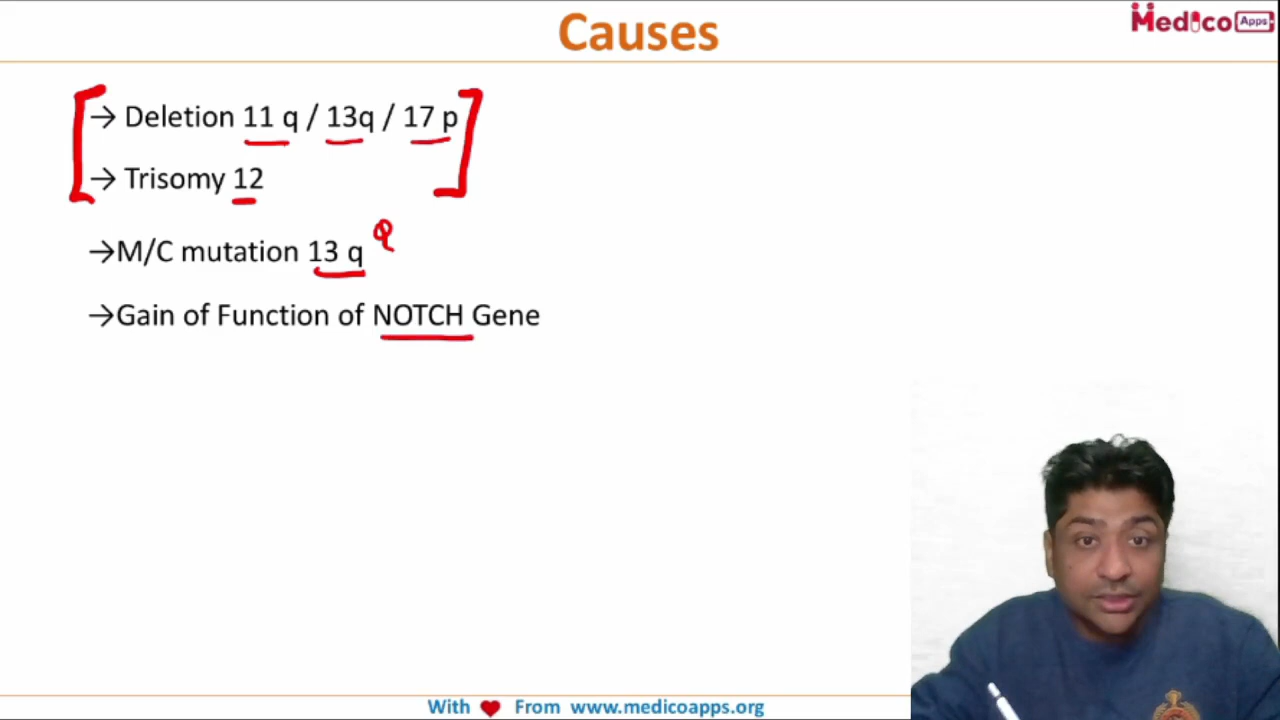 Causes
Medico Apps
→ Deletion 11 q / 13q / 17 p
→ Trisomy 12
→M/C mutation 13 q Q
→Gain of Function of NOTCH Gene
With ♥ From www.medicoapps.org